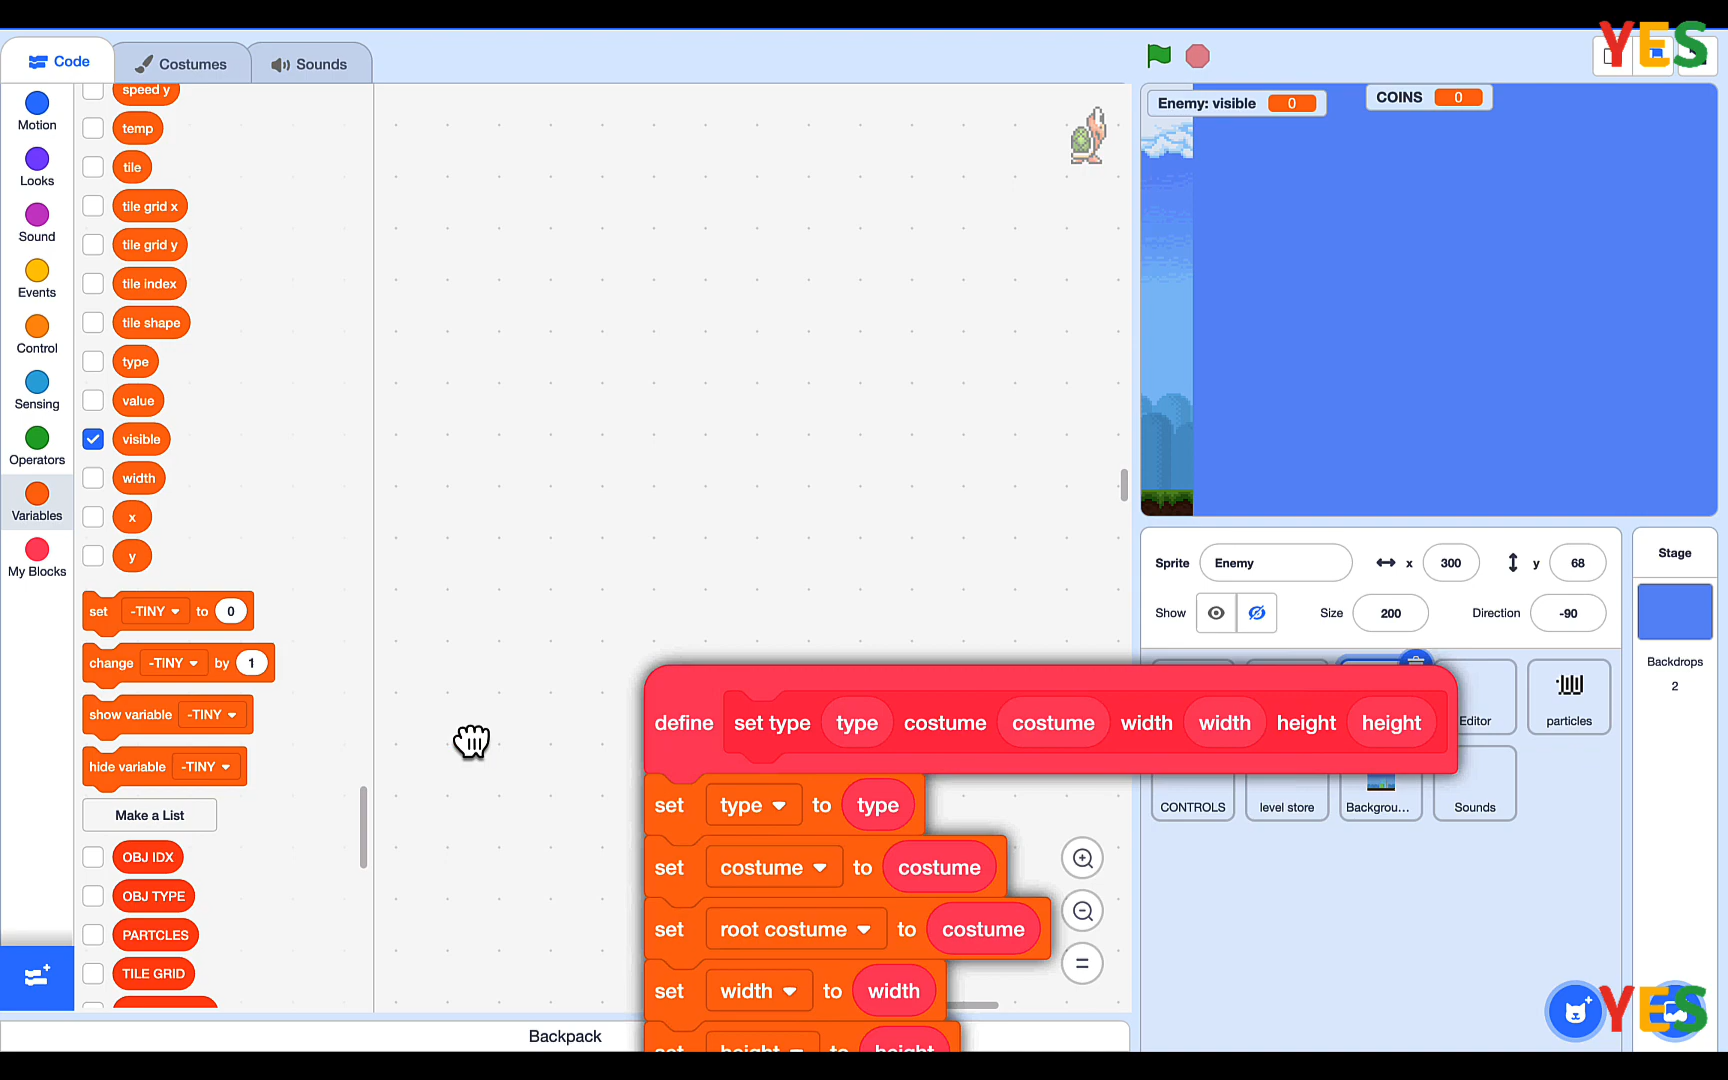 YES
Code
Costumes
Sounds
Motion
Looks
Sound
Events
Control
Sensing
Operators
Variables
My Blocks
speed y
temp
tile
tile grid x
tile grid y
tile index
tile shape
type
value
visible
width
x
y
set -TINY to 0
change -TINY by 1
show variable -TINY
hide variable -TINY
Make a List
OBJ IDX
OBJ TYPE
PARTCLES
TILE GRID
define set type type costume costume width width height height
set type to type
set costume to costume
set root costume to costume
set width to width
set height to height
Backpack
Enemy: visible 0
COINS 0
Sprite Enemy x 300 y 68
Show Size 200 Direction -90
Editor
particles
CONTROLS
level store
Backgrou...
Sounds
Stage
Backdrops
2
YES